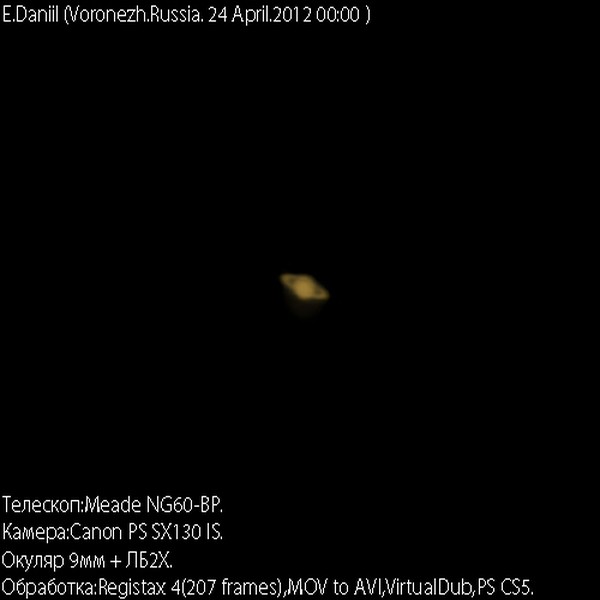 E.Daniil (Voronezh.Russia. 24 April.2012 00:00 )
Телескоп:Meade NG60-BP.
Камера:Canon PS SX130 IS.
Окуляр 9мм + ЛБ2X.
Обработка:Registax 4(207 frames),MOV to AVI,VirtualDub,PS CS5.